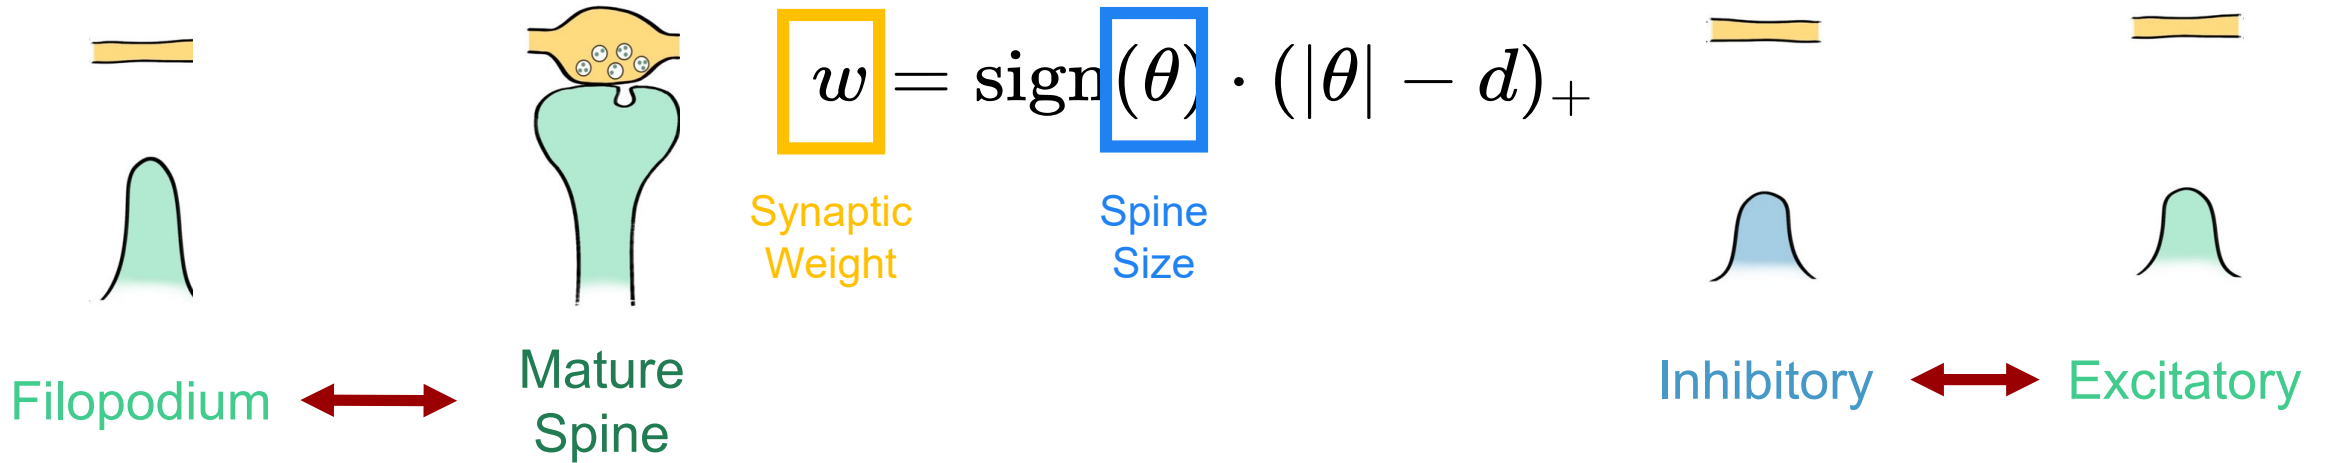 w = sign(θ) · (|θ| − d)₊
Synaptic
Weight
Spine
Size
Filopodium
Mature
Spine
Inhibitory
Excitatory